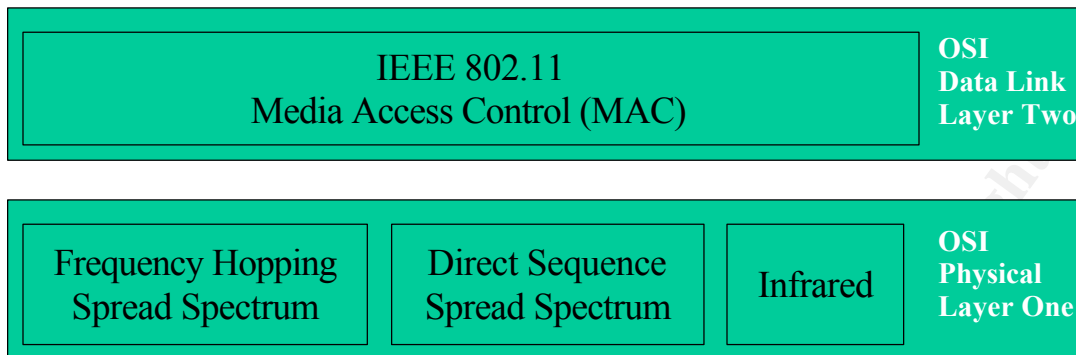 IEEE 802.11
Media Access Control (MAC)
OSI
Data Link
Layer Two
Frequency Hopping
Spread Spectrum
Direct Sequence
Spread Spectrum
Infrared
OSI
Physical
Layer One